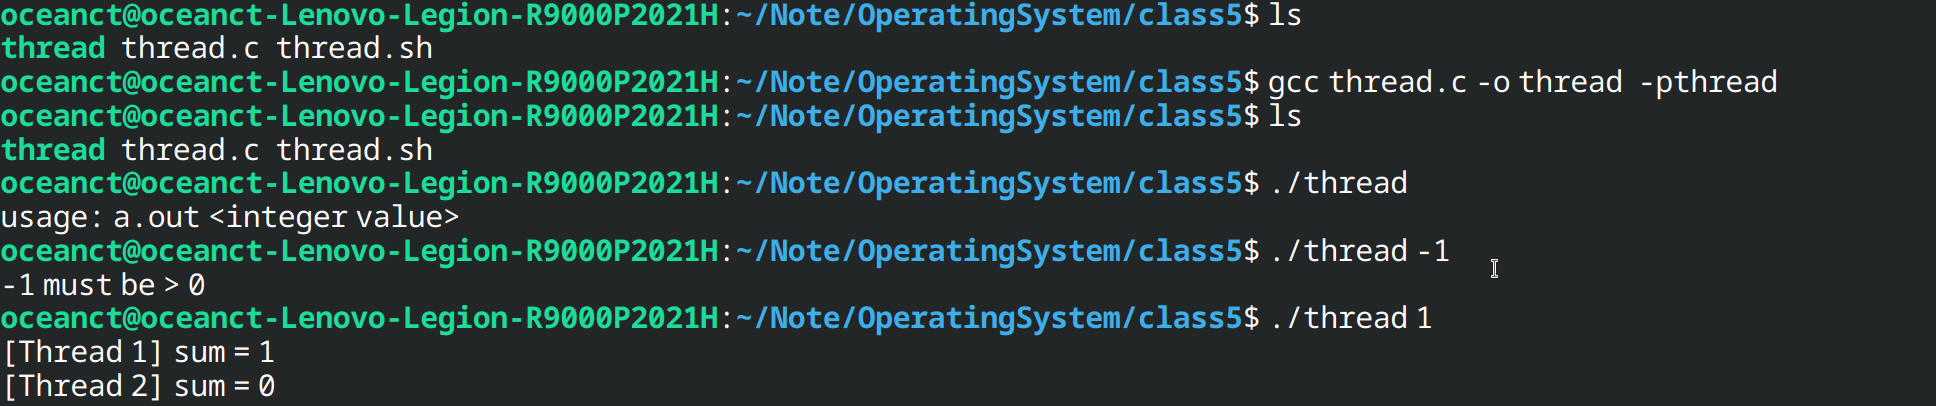 oceanct@oceanct-Lenovo-Legion-R9000P2021H:~/Note/OperatingSystem/class5$ ls
thread thread.c thread.sh
oceanct@oceanct-Lenovo-Legion-R9000P2021H:~/Note/OperatingSystem/class5$ gcc thread.c -o thread -pthread
oceanct@oceanct-Lenovo-Legion-R9000P2021H:~/Note/OperatingSystem/class5$ ls
thread thread.c thread.sh
oceanct@oceanct-Lenovo-Legion-R9000P2021H:~/Note/OperatingSystem/class5$ ./thread
usage: a.out <integer value>
oceanct@oceanct-Lenovo-Legion-R9000P2021H:~/Note/OperatingSystem/class5$ ./thread -1
-1 must be > 0
oceanct@oceanct-Lenovo-Legion-R9000P2021H:~/Note/OperatingSystem/class5$ ./thread 1
[Thread 1] sum = 1
[Thread 2] sum = 0